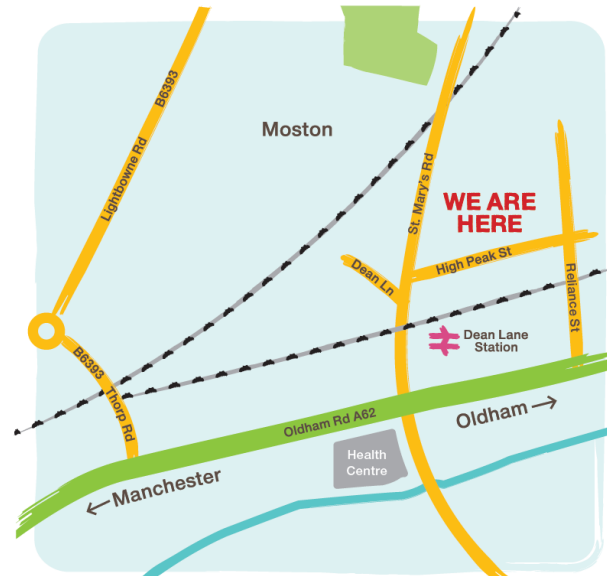 B6393
Lightbowne Rd
Moston
St. Mary's Rd
WE ARE
HERE
High Peak St
Dean Ln
Reliance St
Dean Lane
Station
B6393
Thorp Rd
Oldham Rd A62
Oldham →
Health
Centre
← Manchester